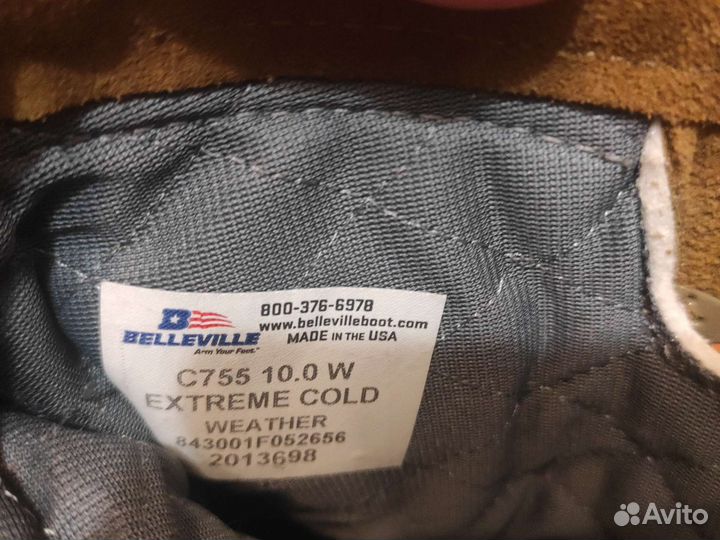 800-376-6978
www.bellevilleboot.com
MADE IN THE USA
BELLEVILLE
Arm Your Feet.
C755 10.0 W
EXTREME COLD
WEATHER
843001F052656
2013698
Avito